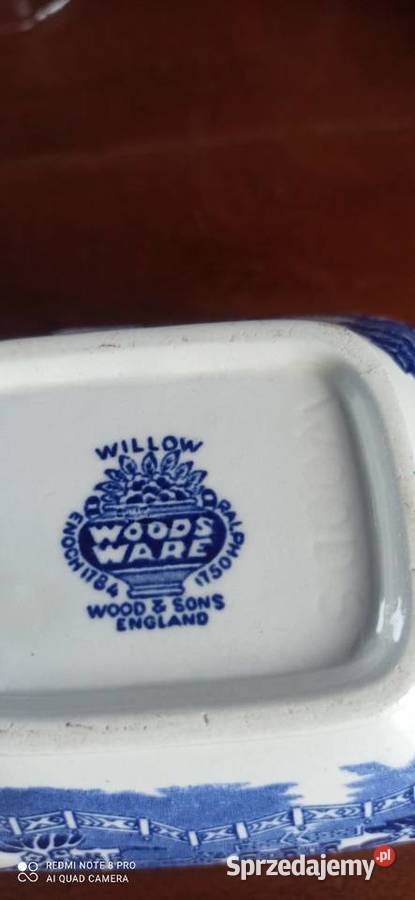 WILLOW
ENOCH 1784
WOODS
WARE
RALPH 1750
WOOD & SONS
ENGLAND
REDMI NOTE 8 PRO
AI QUAD CAMERA
Sprzedajemy.pl